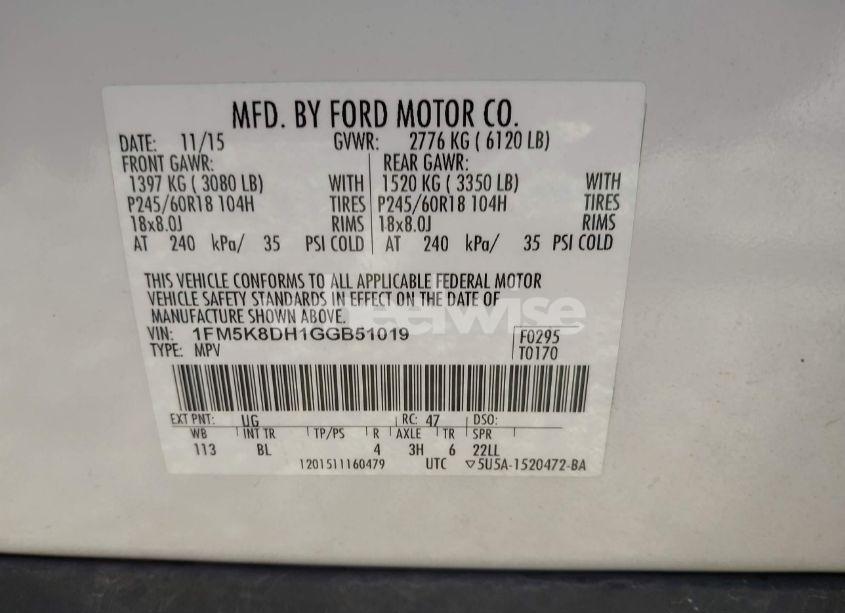 MFD. BY FORD MOTOR CO.
DATE: 11/15 GVWR: 2776 KG ( 6120 LB)
FRONT GAWR: REAR GAWR:
1397 KG ( 3080 LB) WITH 1520 KG ( 3350 LB) WITH
P245/60R18 104H TIRES P245/60R18 104H TIRES
18x8.0J RIMS 18x8.0J RIMS
AT 240 kPa/ 35 PSI COLD AT 240 kPa/ 35 PSI COLD
THIS VEHICLE CONFORMS TO ALL APPLICABLE FEDERAL MOTOR
VEHICLE SAFETY STANDARDS IN EFFECT ON THE DATE OF
MANUFACTURE SHOWN ABOVE.
VIN: 1FM5K8DH1GGB51019 F0295
TYPE: MPV T0170
EXT PNT: UG RC: 47 DSO:
WB INT TR TP/PS R AXLE TR SPR
113 BL 4 3H 6 22LL
1201511160479 UTC ▽5U5A-1520472-BA